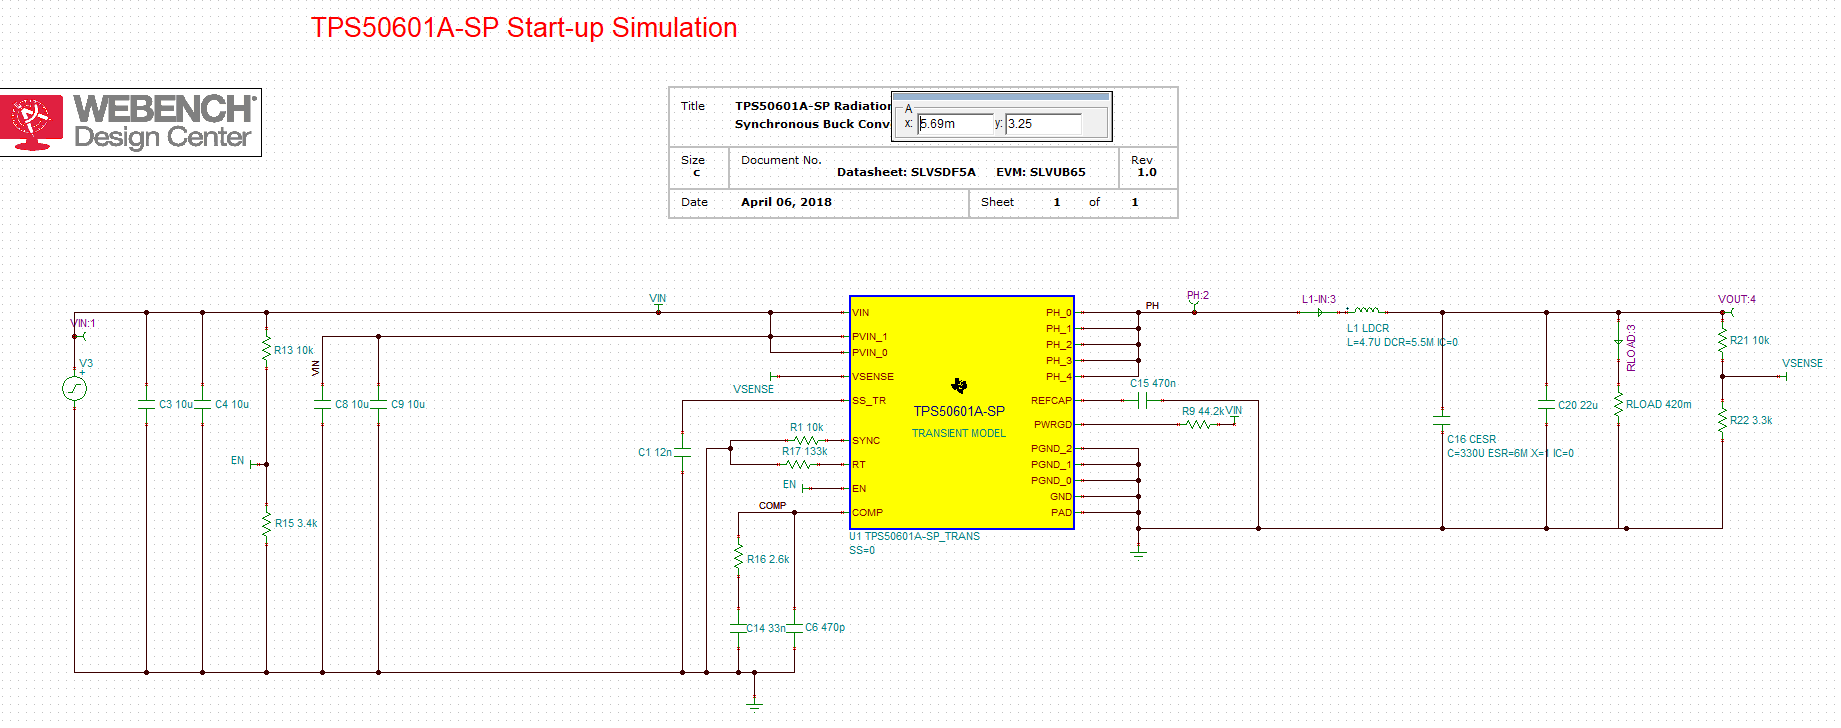 TPS50601A-SP Start-up Simulation
WEBENCH
Design Center
Title
TPS50601A-SP Radiation
Synchronous Buck Conv
A
x: 5.69m y: 3.25
Size
c
Document No.
Datasheet: SLVSDF5A EVM: SLVUB65
Rev
1.0
Date April 06, 2018 Sheet 1 of 1
VIN:1
V3
C3 10u
C4 10u
R13 10k
EN
R15 3.4k
VIN
C8 10u
C9 10u
VIN
VSENSE
C1 12n
R1 10k
R17 133k
EN
COMP
R16 2.6k
C14 33n
C6 470p
VIN
PVIN_1
PVIN_0
VSENSE
SS_TR
SYNC
RT
EN
COMP
TPS50601A-SP
TRANSIENT MODEL
PH_0
PH_1
PH_2
PH_3
PH_4
REFCAP
PWRGD
PGND_2
PGND_1
PGND_0
GND
PAD
U1 TPS50601A-SP_TRANS
SS=0
PH
PH:2
C15 470n
R9 44.2k
VIN
L1-IN:3
L1 LDCR
L=4.7U DCR=5.5M IC=0
C16 CESR
C=330U ESR=6M X=1 IC=0
C20 22u
RLOAD:3
RLOAD 420m
VOUT:4
R21 10k
VSENSE
R22 3.3k